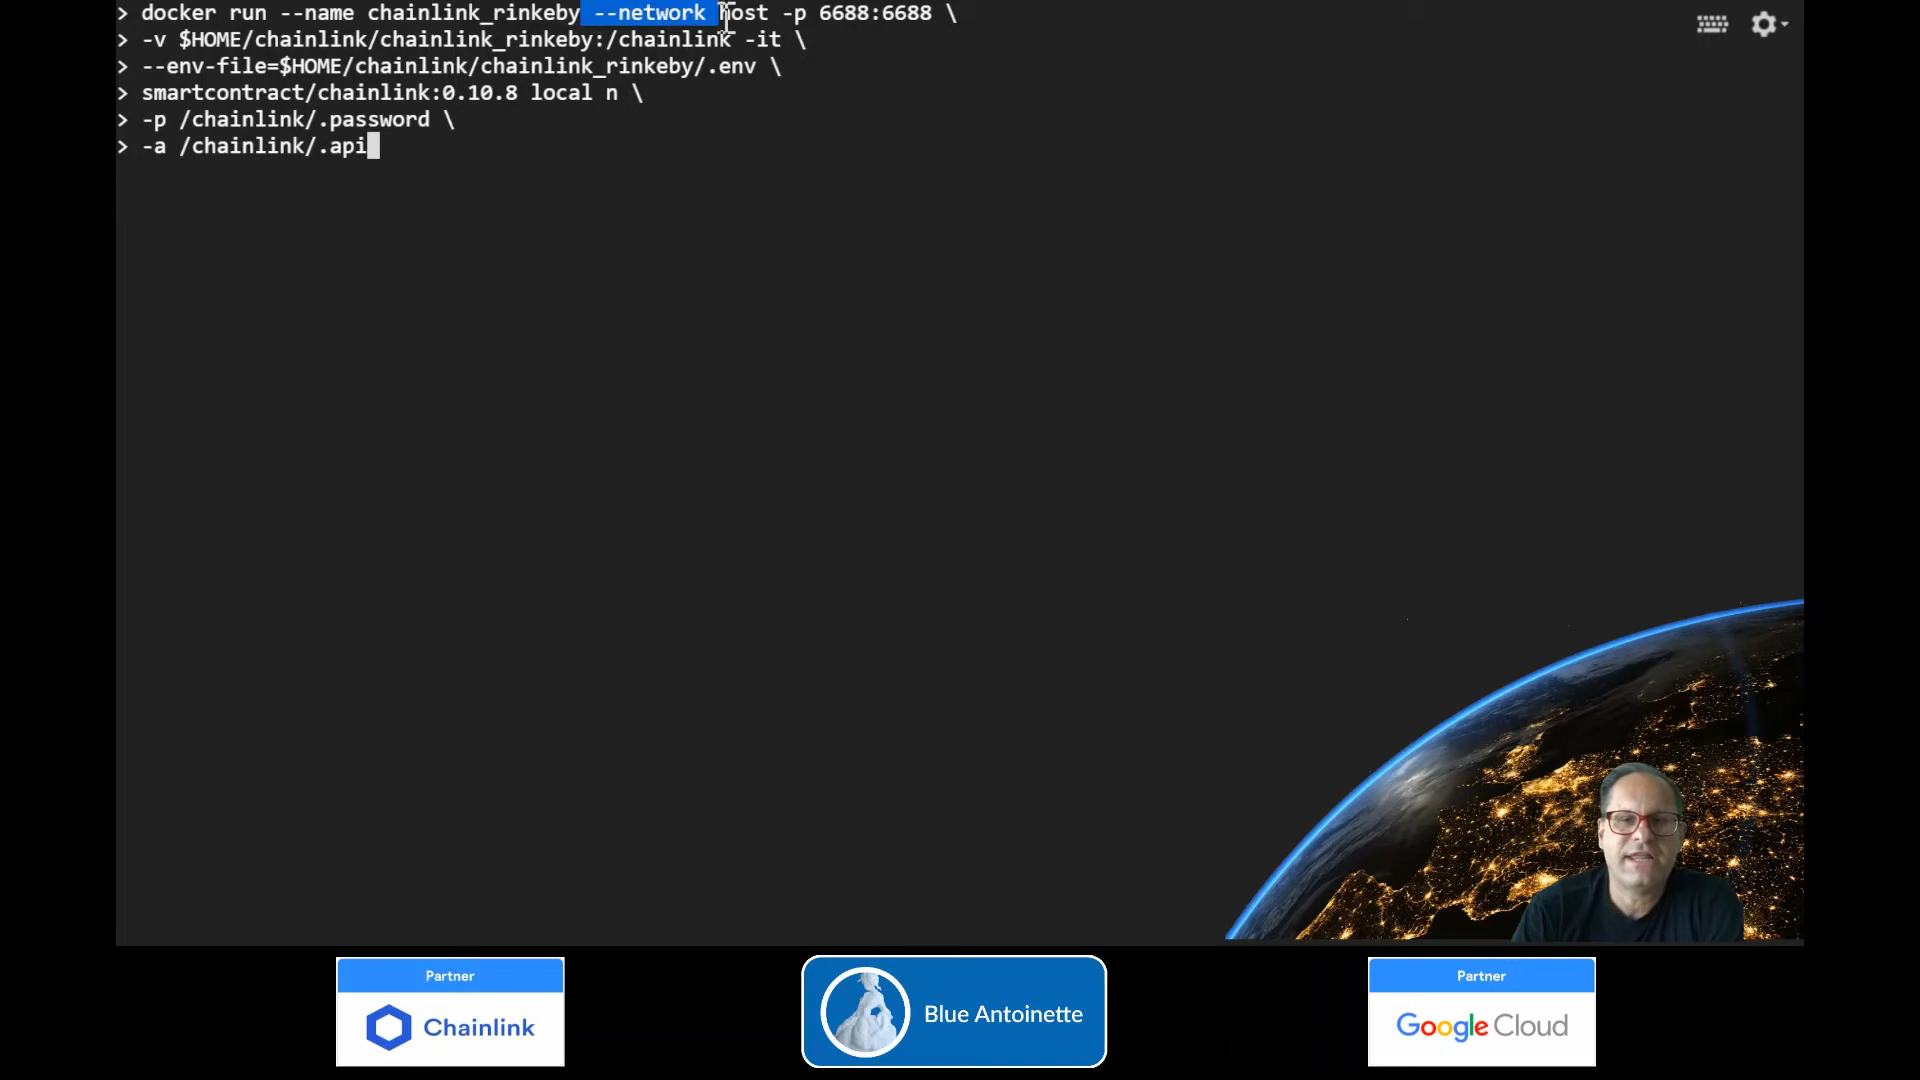 > docker run --name chainlink_rinkeby --network host -p 6688:6688 \
> -v $HOME/chainlink/chainlink_rinkeby:/chainlink -it \
> --env-file=$HOME/chainlink/chainlink_rinkeby/.env \
> smartcontract/chainlink:0.10.8 local n \
> -p /chainlink/.password \
> -a /chainlink/.api
Partner
Chainlink
Blue Antoinette
Partner
Google Cloud